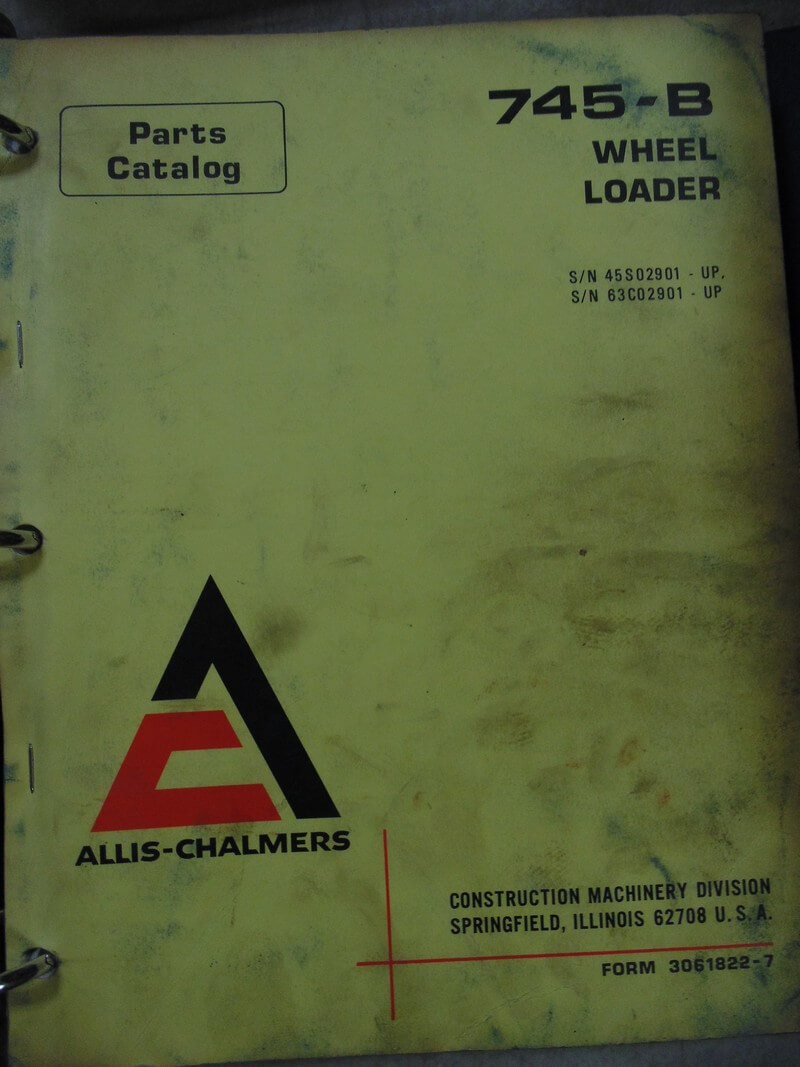 Parts
Catalog
745-B
WHEEL
LOADER
S/N 45S02901 - UP,
S/N 63C02901 - UP
ALLIS-CHALMERS
CONSTRUCTION MACHINERY DIVISION
SPRINGFIELD, ILLINOIS 62708 U.S.A.
FORM 3061822-7